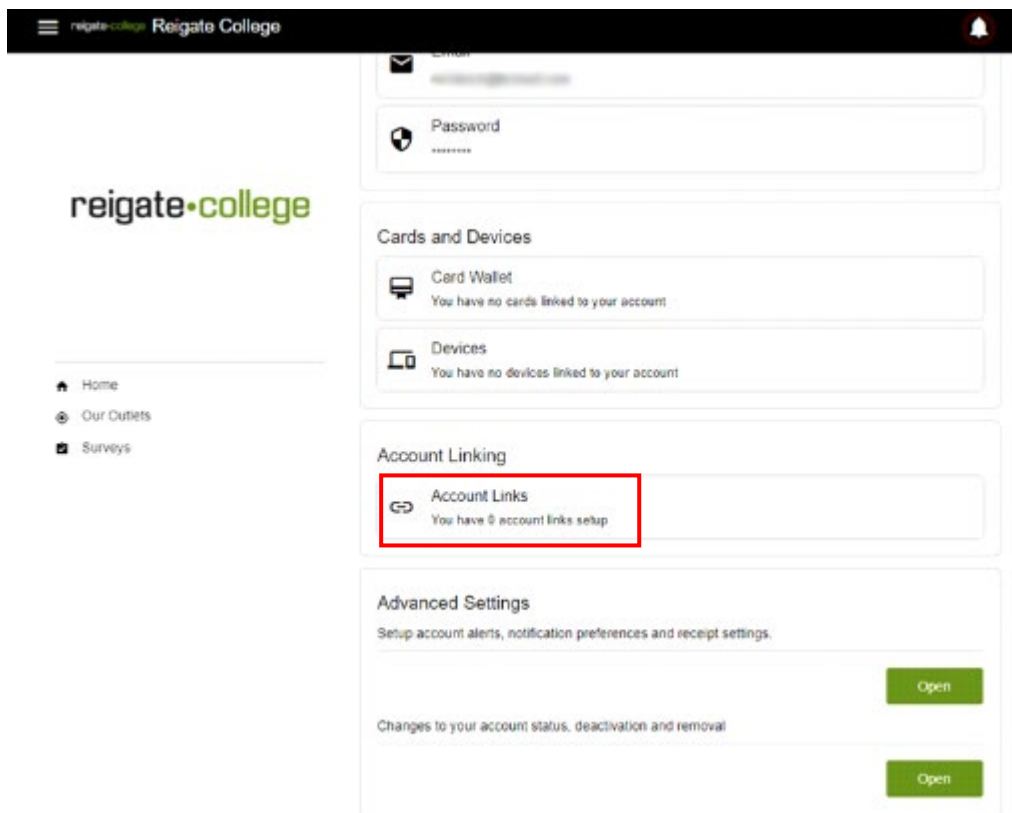 reigate-college Reigate College
Email
Password
········
reigate•college
Cards and Devices
Card Wallet
You have no cards linked to your account
Devices
You have no devices linked to your account
Home
Our Outlets
Surveys
Account Linking
Account Links
You have 0 account links setup
Advanced Settings
Setup account alerts, notification preferences and receipt settings.
Open
Changes to your account status, deactivation and removal
Open